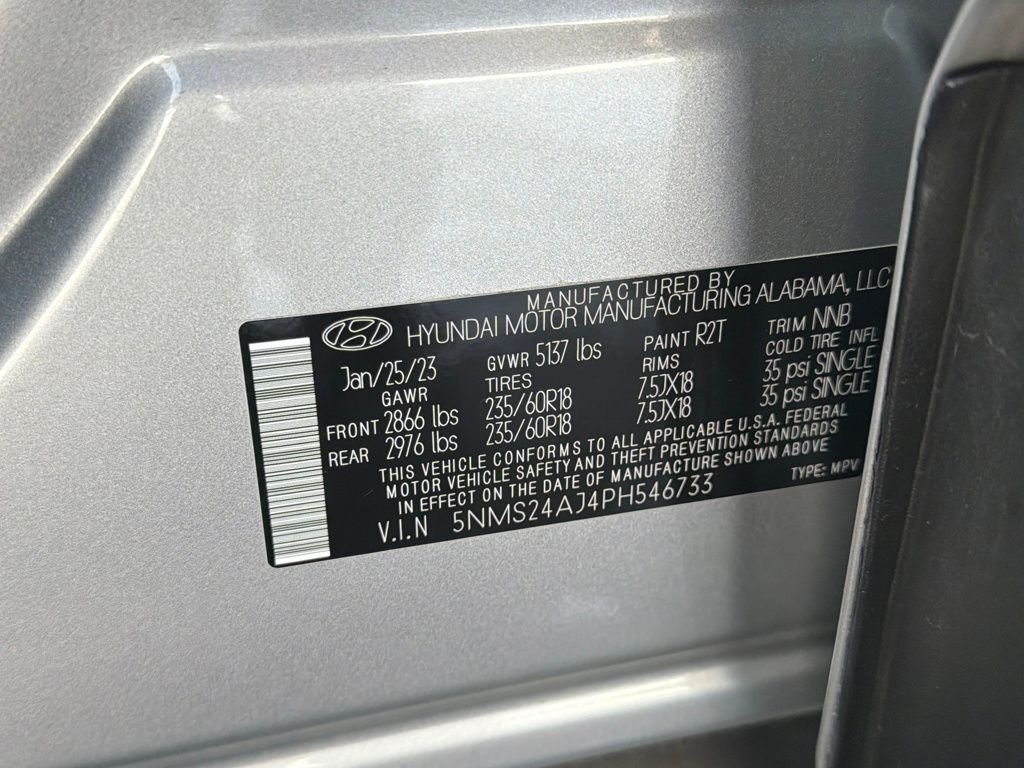 MANUFACTURED BY
HYUNDAI MOTOR MANUFACTURING ALABAMA, LLC
Jan/25/23 GVWR 5137 lbs PAINT R2T TRIM NNB
GAWR TIRES RIMS COLD TIRE INFL
FRONT 2866 lbs 235/60R18 7.5JX18 35 psi SINGLE
REAR 2976 lbs 235/60R18 7.5JX18 35 psi SINGLE
THIS VEHICLE CONFORMS TO ALL APPLICABLE U.S.A. FEDERAL
MOTOR VEHICLE SAFETY AND THEFT PREVENTION STANDARDS
IN EFFECT ON THE DATE OF MANUFACTURE SHOWN ABOVE
V.I.N 5NMS24AJ4PH546733 TYPE: MPV